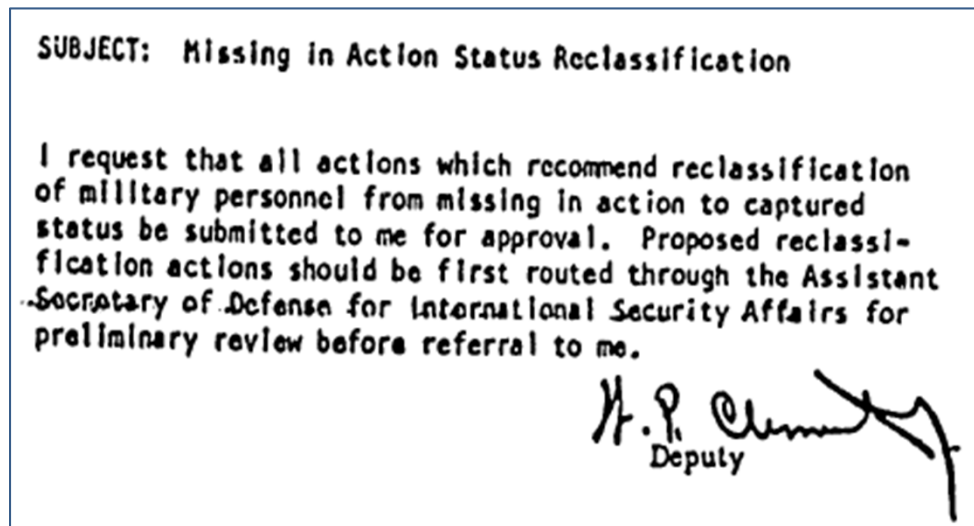 SUBJECT: Missing in Action Status Reclassification
I request that all actions which recommend reclassification
of military personnel from missing in action to captured
status be submitted to me for approval. Proposed reclassi-
fication actions should be first routed through the Assistant
Secretary of Defense for International Security Affairs for
preliminary review before referral to me.
W. P. Clements
Deputy